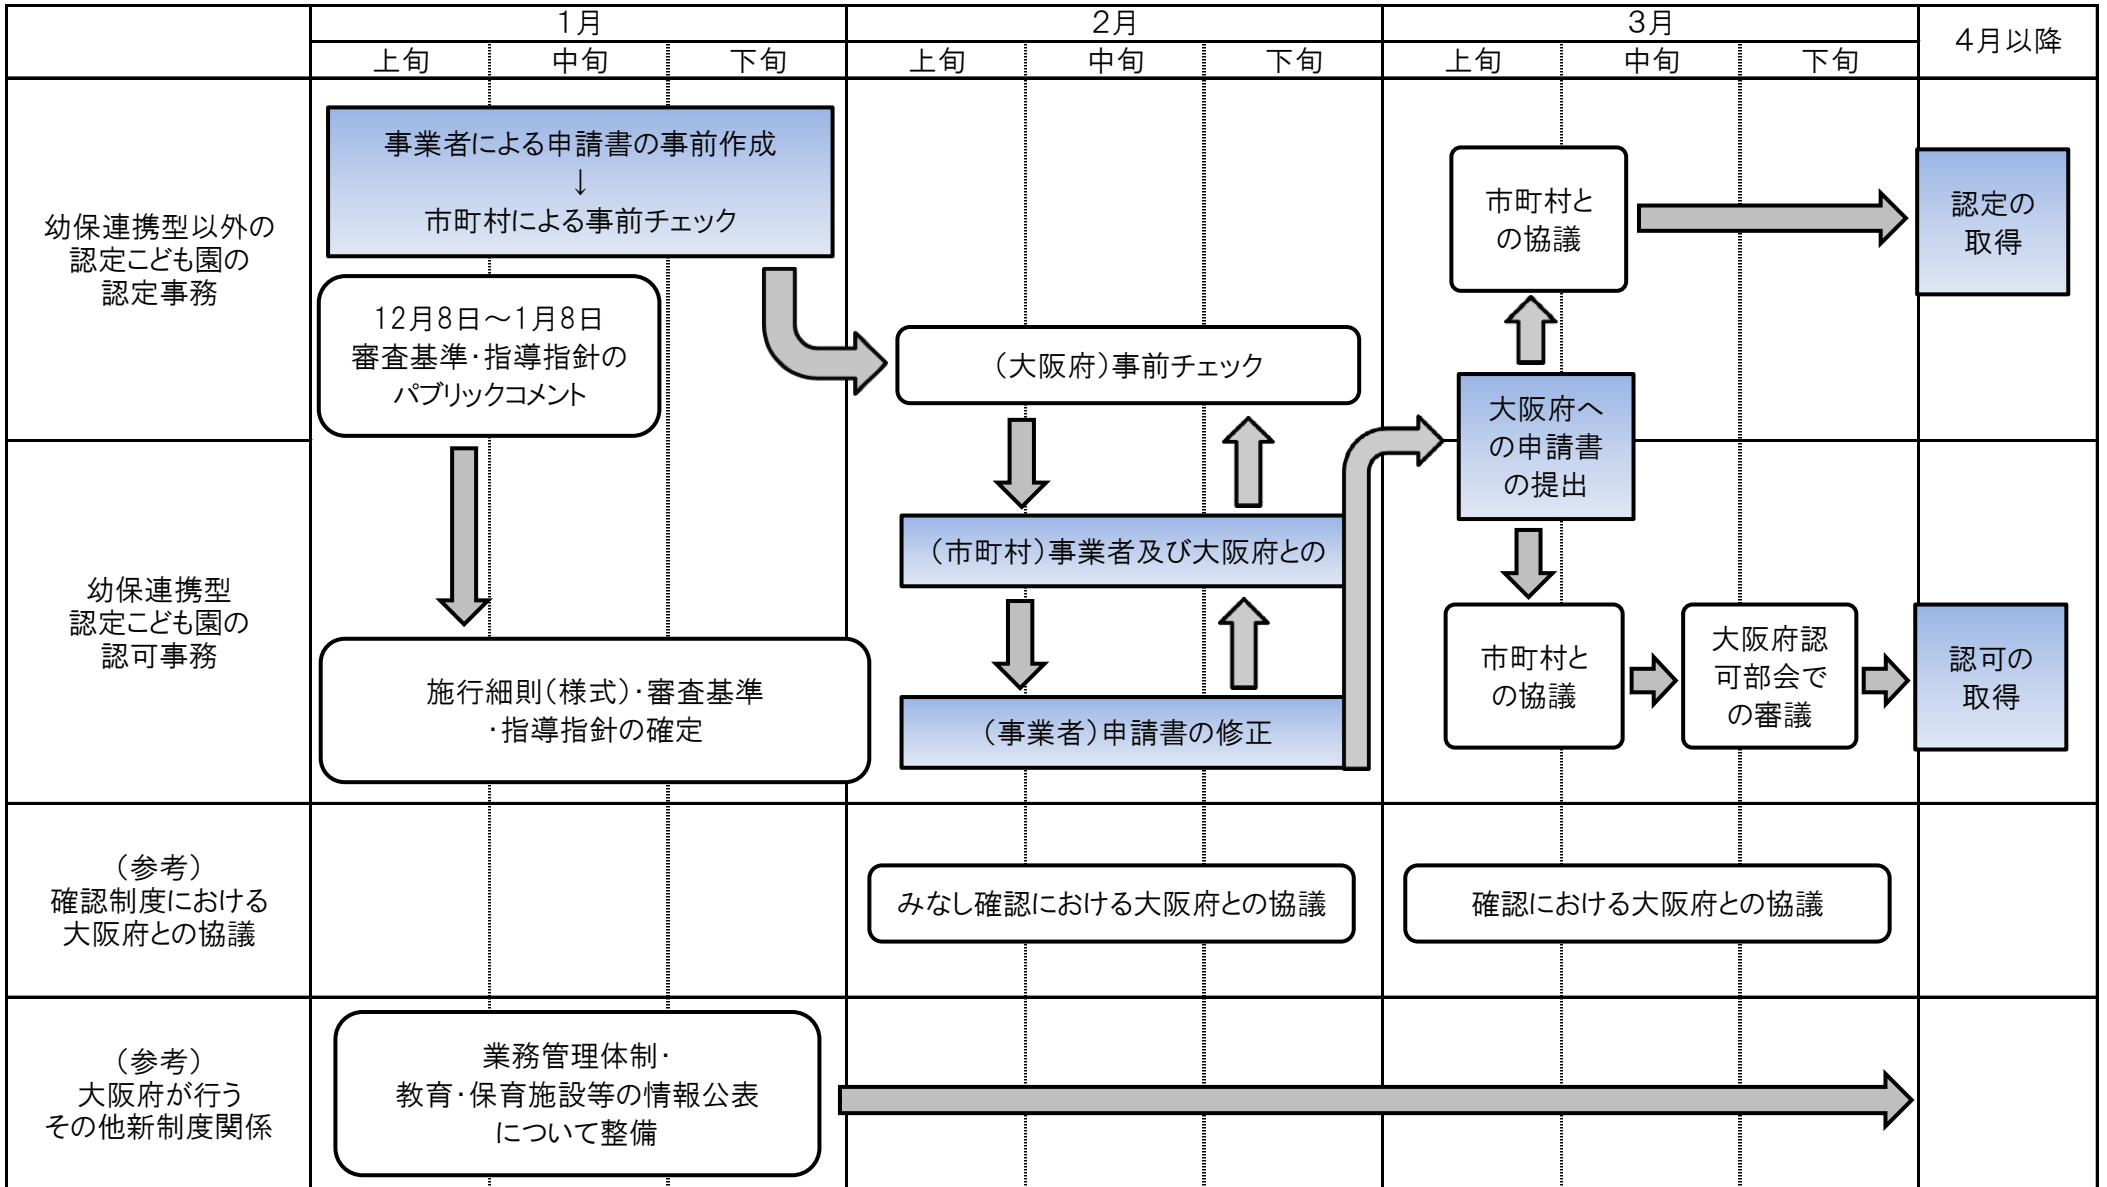 1月
2月
3月
4月以降
上旬
中旬
下旬
上旬
中旬
下旬
上旬
中旬
下旬
幼保連携型以外の
認定こども園の
認定事務
事業者による申請書の事前作成
↓
市町村による事前チェック
12月8日～1月8日
審査基準・指導指針の
パブリックコメント
(大阪府)事前チェック
市町村と
の協議
認定の
取得
大阪府へ
の申請書
の提出
幼保連携型
認定こども園の
認可事務
施行細則(様式)・審査基準
・指導指針の確定
(市町村)事業者及び大阪府との
(事業者)申請書の修正
市町村と
の協議
大阪府認
可部会で
の審議
認可の
取得
(参考)
確認制度における
大阪府との協議
みなし確認における大阪府との協議
確認における大阪府との協議
(参考)
大阪府が行う
その他新制度関係
業務管理体制・
教育・保育施設等の情報公表
について整備